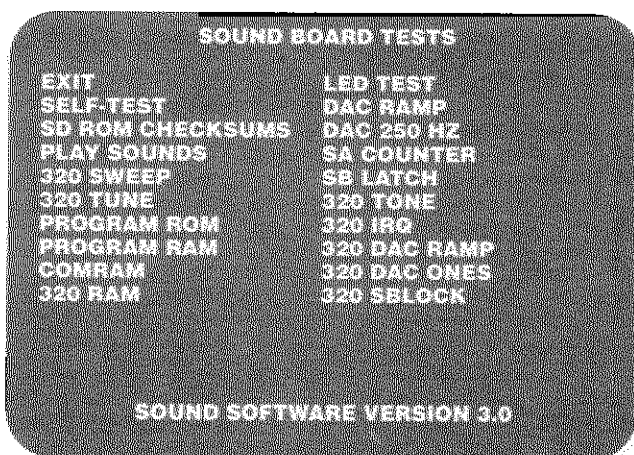 SOUND BOARD TESTS
EXIT
SELF-TEST
SD ROM CHECKSUMS
PLAY SOUNDS
320 SWEEP
320 TUNE
PROGRAM ROM
PROGRAM RAM
COMRAM
320 RAM
LED TEST
DAC RAMP
DAC 250 HZ
SA COUNTER
SB LATCH
320 TONE
320 IRQ
320 DAC RAMP
320 DAC ONES
320 SBLOCK
SOUND SOFTWARE VERSION 3.0